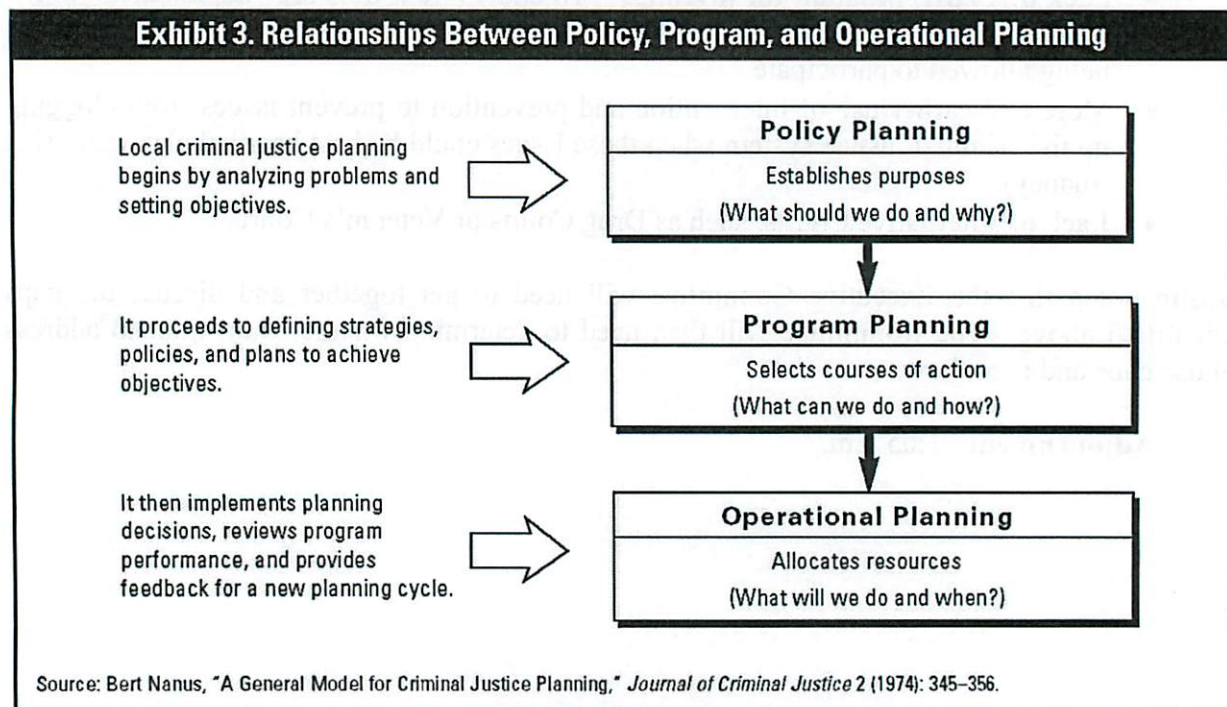 Exhibit 3. Relationships Between Policy, Program, and Operational Planning
Local criminal justice planning
begins by analyzing problems and
setting objectives.
Policy Planning
Establishes purposes
(What should we do and why?)
It proceeds to defining strategies,
policies, and plans to achieve
objectives.
Program Planning
Selects courses of action
(What can we do and how?)
It then implements planning
decisions, reviews program
performance, and provides
feedback for a new planning cycle.
Operational Planning
Allocates resources
(What will we do and when?)
Source: Bert Nanus, "A General Model for Criminal Justice Planning," Journal of Criminal Justice 2 (1974): 345–356.